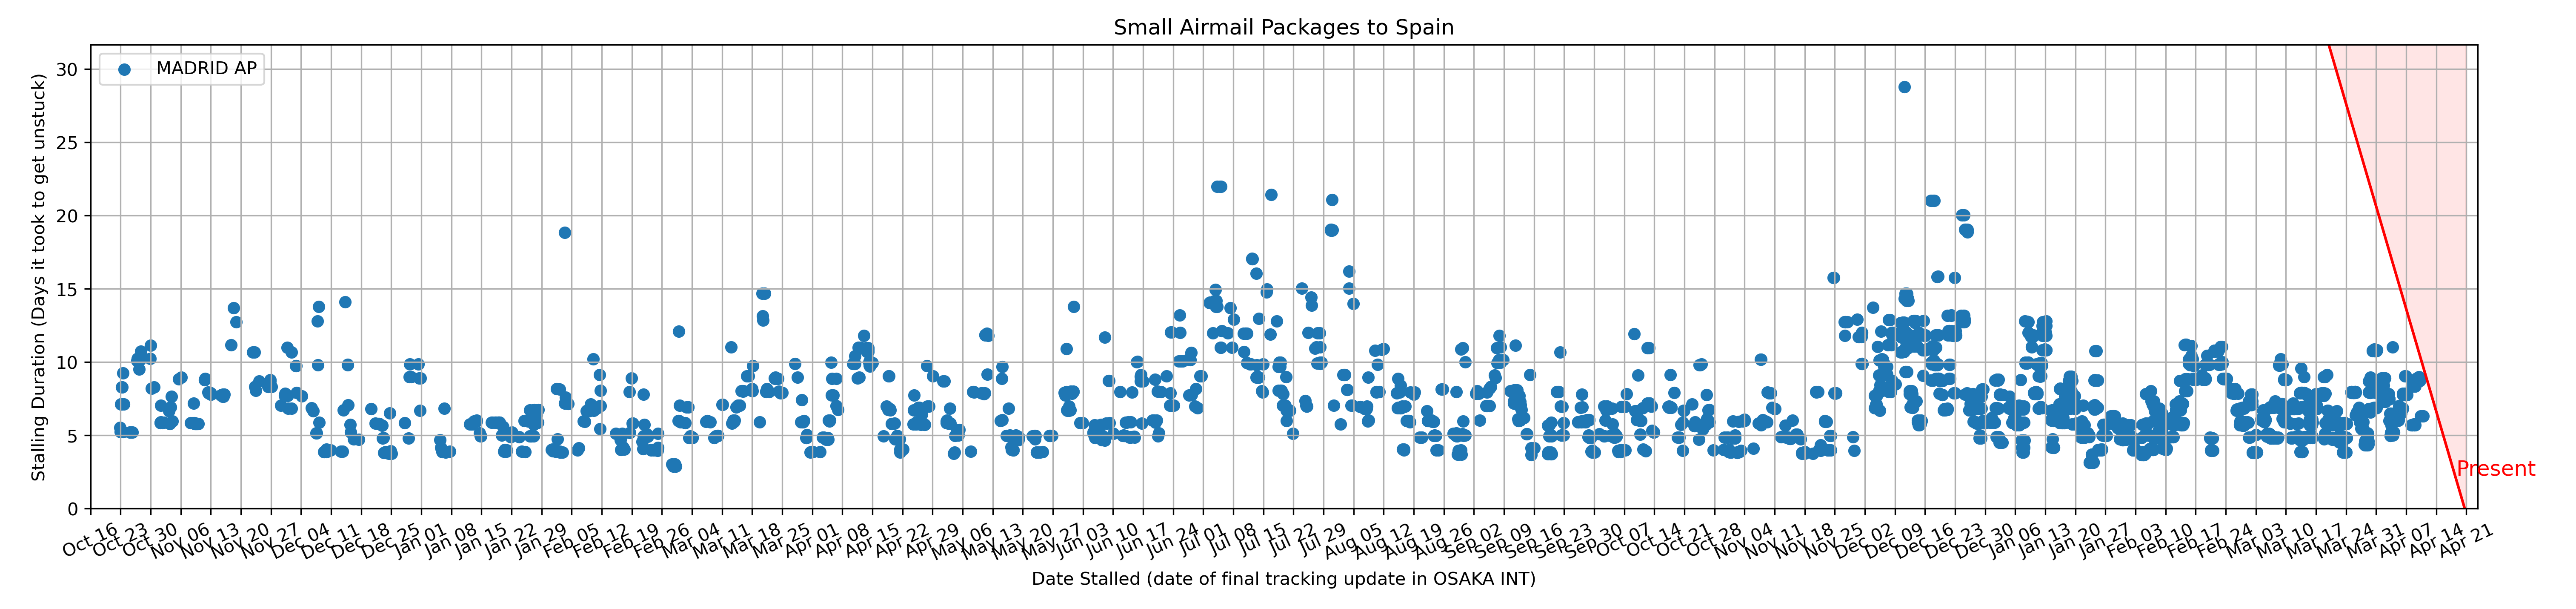 Small Airmail Packages to Spain
MADRID AP
Stalling Duration (Days it took to get unstuck)
30
25
20
15
10
5
0
Present
Oct 16 Oct 23 Oct 30 Nov 06 Nov 13 Nov 20 Nov 27 Dec 04 Dec 11 Dec 18 Dec 25 Jan 01 Jan 08 Jan 15 Jan 22 Jan 29 Feb 05 Feb 12 Feb 19 Feb 26 Mar 04 Mar 11 Mar 18 Mar 25 Apr 01 Apr 08 Apr 15 Apr 22 Apr 29 May 06 May 13 May 20 May 27 Jun 03 Jun 10 Jun 17 Jun 24 Jul 01 Jul 08 Jul 15 Jul 22 Jul 29 Aug 05 Aug 12 Aug 19 Aug 26 Sep 02 Sep 09 Sep 16 Sep 23 Sep 30 Oct 07 Oct 14 Oct 21 Oct 28 Nov 04 Nov 11 Nov 18 Nov 25 Dec 02 Dec 09 Dec 16 Dec 23 Dec 30 Jan 06 Jan 13 Jan 20 Jan 27 Feb 03 Feb 10 Feb 17 Feb 24 Mar 03 Mar 10 Mar 17 Mar 24 Mar 31 Apr 07 Apr 14 Apr 21
Date Stalled (date of final tracking update in OSAKA INT)